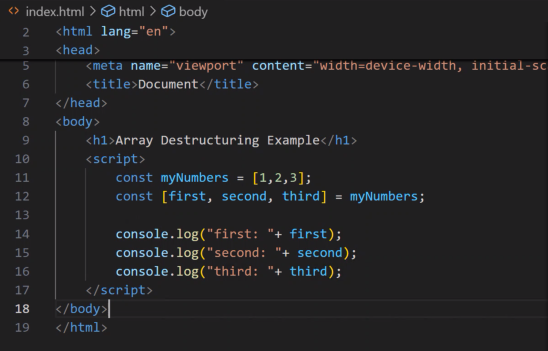 index.html > html > body
2 <html lang="en">
3 <head>
5 <meta name="viewport" content="width=device-width, initial-sc
6 <title>Document</title>
7 </head>
8 <body>
9 <h1>Array Destructuring Example</h1>
10 <script>
11 const myNumbers = [1,2,3];
12 const [first, second, third] = myNumbers;
13
14 console.log("first: "+ first);
15 console.log("second: "+ second);
16 console.log("third: "+ third);
17 </script>
18 </body>
19 </html>